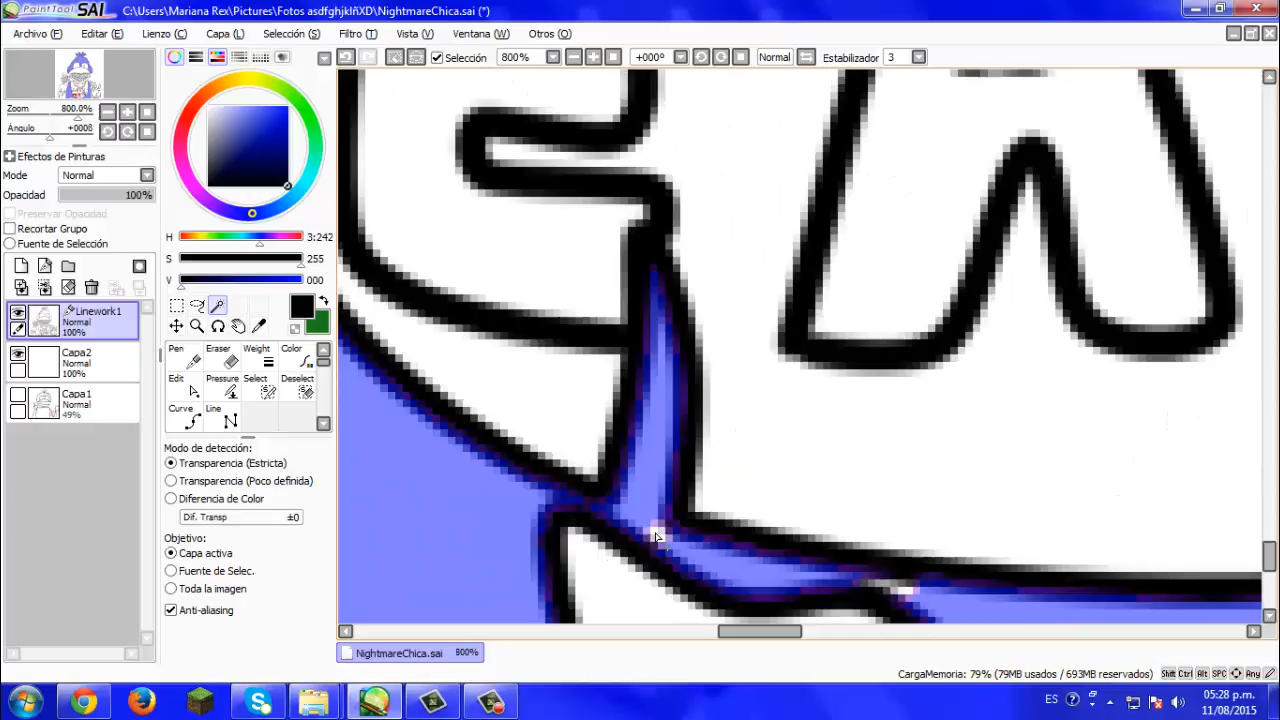 PaintTool SAI C:\Users\Mariana Rex\Pictures\Fotos asdfghjklñXD\NightmareChica.sai (*)
Archivo (F) Editar (E) Lienzo (C) Capa (L) Selección (S) Filtro (T) Vista (V) Ventana (W) Otros (O)
Selección 800% +000° Normal Estabilizador 3
Zoom 800.0%
Ángulo +000º
Efectos de Pinturas
Mode Normal
Opacidad 100%
Preservar Opacidad
Recortar Grupo
Fuente de Selección
Linework1
Normal
100%
Capa2
Normal
100%
Capa1
Normal
49%
H 3:242
S 255
V 000
Pen Eraser Weight Color
Edit Pressure Select Deselect
Curve Line
Modo de detección:
Transparencia (Estricta)
Transparencia (Poco definida)
Diferencia de Color
Dif. Transp ±0
Objetivo:
Capa activa
Fuente de Selec.
Toda la imagen
Anti-aliasing
NightmareChica.sai 800%
CargaMemoria: 79% (79MB usados / 693MB reservados) Shift Ctrl Alt SPC Any
ES 05:28 p.m.
11/08/2015